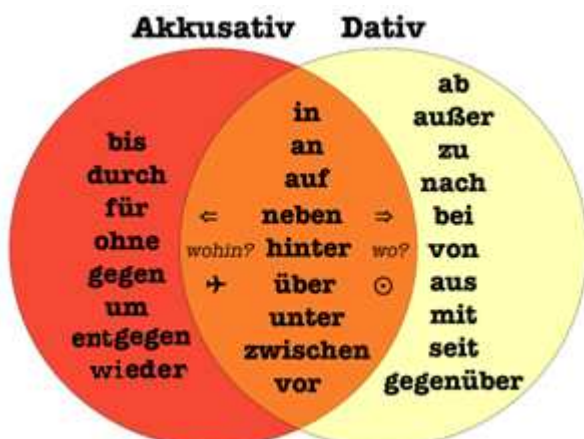 Akkusativ Dativ
bis
durch
für
ohne
gegen
um
entgegen
wieder
in
an
auf
⇐ neben ⇒
wohin? hinter wo?
✈ über ⊙
unter
zwischen
vor
ab
außer
zu
nach
bei
von
aus
mit
seit
gegenüber